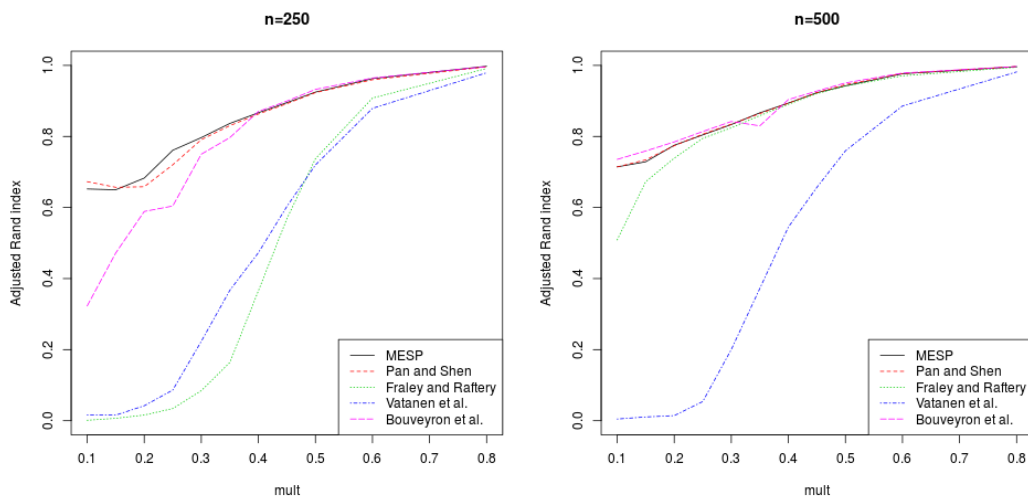 n=250
Adjusted Rand index
1.0
0.8
0.6
0.4
0.2
0.0
MESP
Pan and Shen
Fraley and Raftery
Vatanen et al.
Bouveyron et al.
0.1 0.2 0.3 0.4 0.5 0.6 0.7 0.8
mult
n=500
Adjusted Rand index
1.0
0.8
0.6
0.4
0.2
0.0
MESP
Pan and Shen
Fraley and Raftery
Vatanen et al.
Bouveyron et al.
0.1 0.2 0.3 0.4 0.5 0.6 0.7 0.8
mult